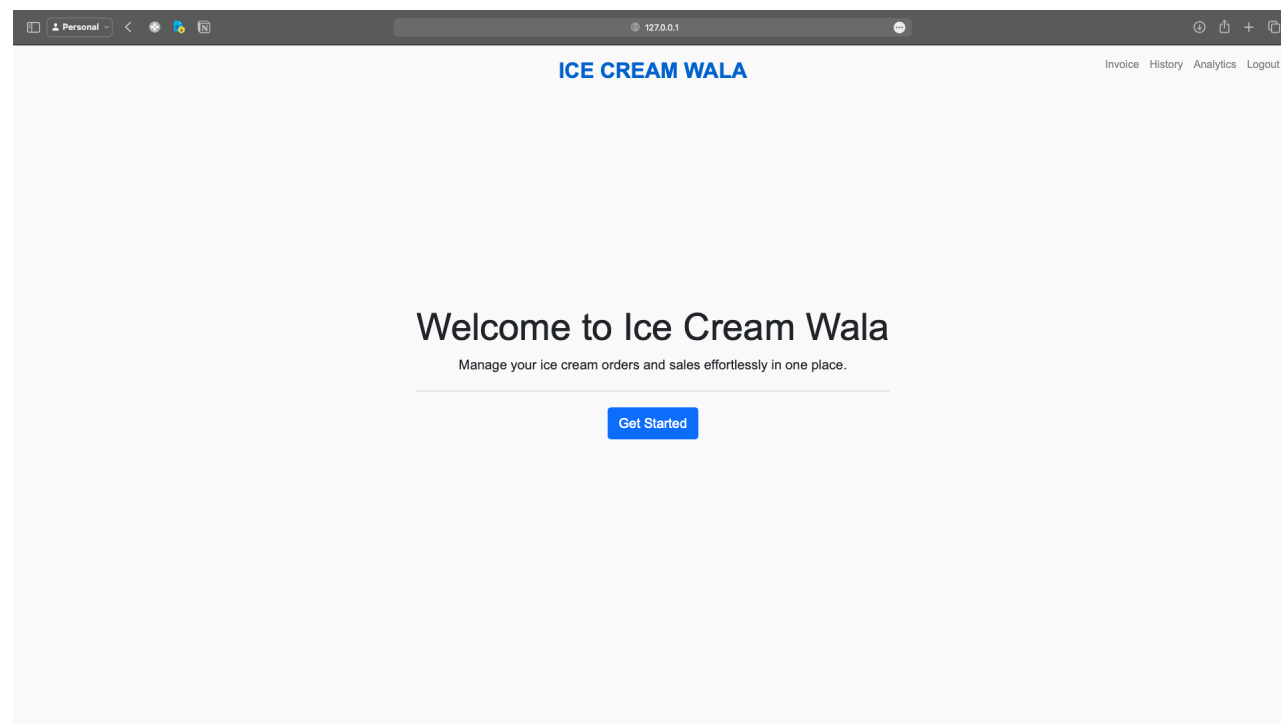 Personal
127.0.0.1
ICE CREAM WALA
Invoice History Analytics Logout
Welcome to Ice Cream Wala
Manage your ice cream orders and sales effortlessly in one place.
Get Started